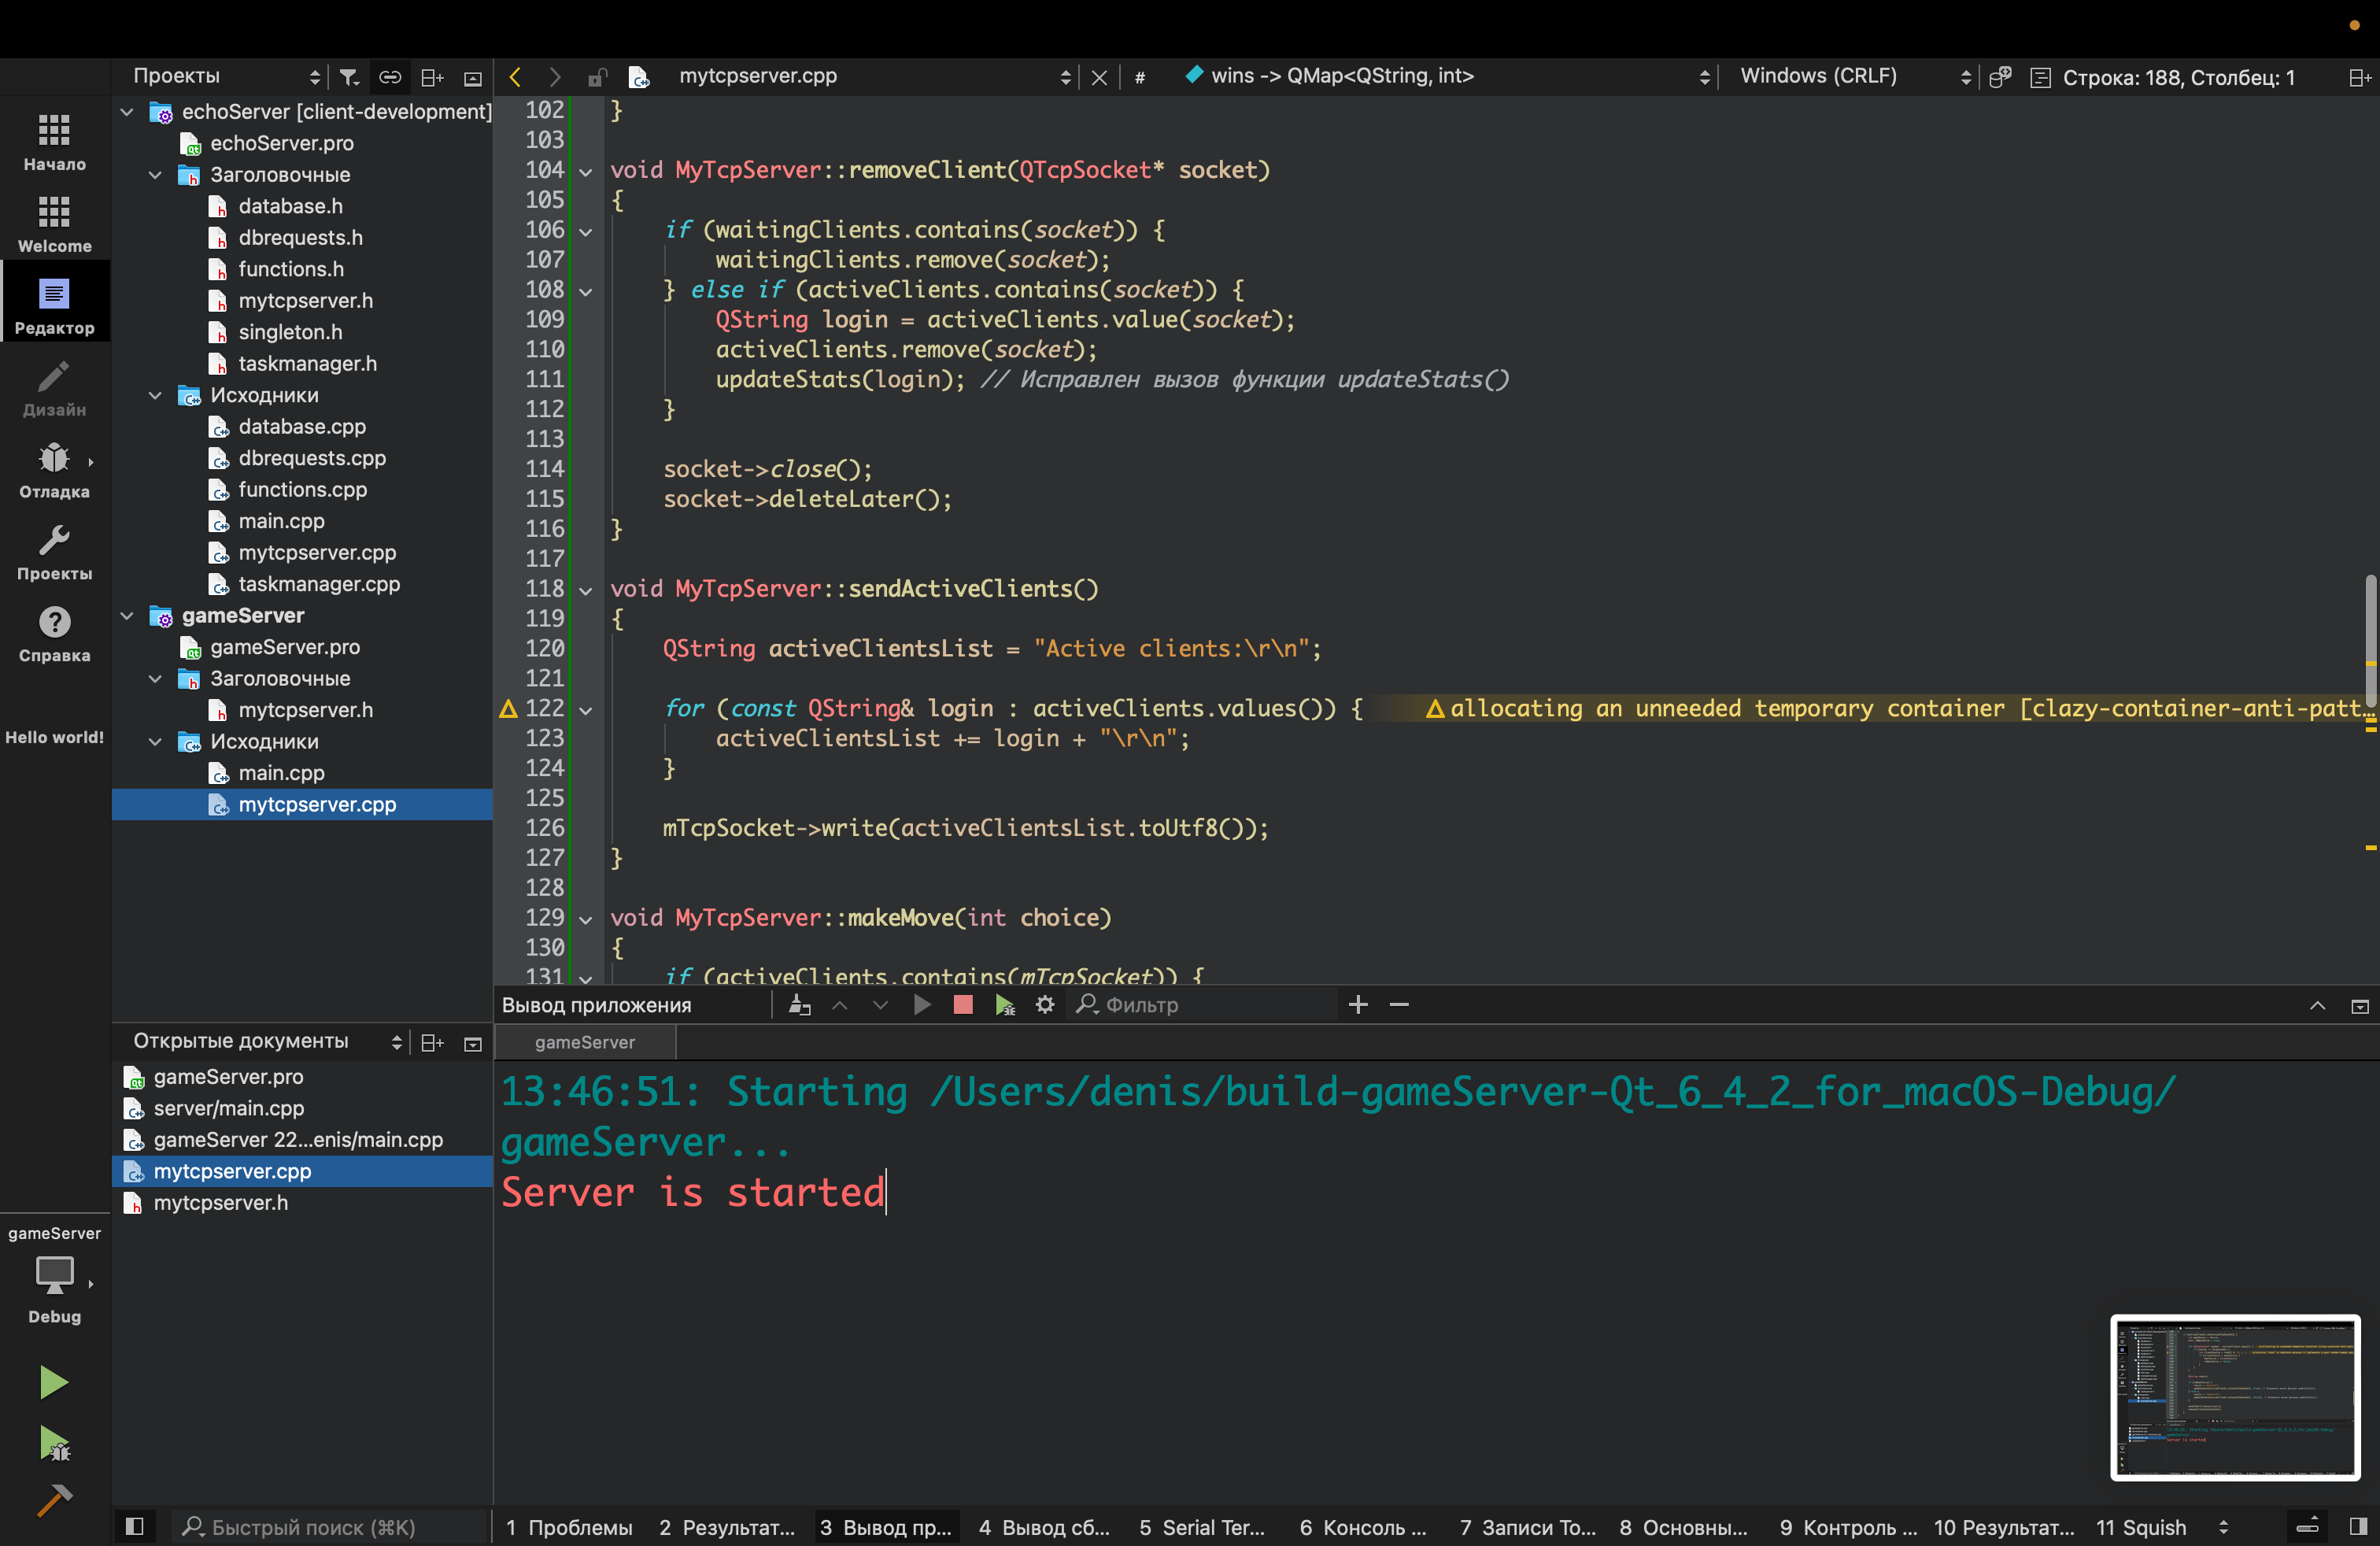 Проекты
mytcpserver.cpp
#
wins -> QMap<QString, int>
Windows (CRLF)
Строка: 188, Столбец: 1
Начало
Welcome
Редактор
Дизайн
Отладка
Проекты
Справка
Hello world!
echoServer [client-development]
echoServer.pro
Заголовочные
database.h
dbrequests.h
functions.h
mytcpserver.h
singleton.h
taskmanager.h
Исходники
database.cpp
dbrequests.cpp
functions.cpp
main.cpp
mytcpserver.cpp
taskmanager.cpp
gameServer
gameServer.pro
Заголовочные
mytcpserver.h
Исходники
main.cpp
mytcpserver.cpp
102 }
103
104 void MyTcpServer::removeClient(QTcpSocket* socket)
105 {
106 if (waitingClients.contains(socket)) {
107 waitingClients.remove(socket);
108 } else if (activeClients.contains(socket)) {
109 QString login = activeClients.value(socket);
110 activeClients.remove(socket);
111 updateStats(login); // Исправлен вызов функции updateStats()
112 }
113
114 socket->close();
115 socket->deleteLater();
116 }
117
118 void MyTcpServer::sendActiveClients()
119 {
120 QString activeClientsList = "Active clients:\r\n";
121
122 for (const QString& login : activeClients.values()) { allocating an unneeded temporary container [clazy-container-anti-patt…
123 activeClientsList += login + "\r\n";
124 }
125
126 mTcpSocket->write(activeClientsList.toUtf8());
127 }
128
129 void MyTcpServer::makeMove(int choice)
130 {
131 if (activeClients.contains(mTcpSocket)) {
Вывод приложения
Фильтр
gameServer
13:46:51: Starting /Users/denis/build-gameServer-Qt_6_4_2_for_macOS-Debug/
gameServer...
Server is started
Открытые документы
gameServer.pro
server/main.cpp
gameServer 22...enis/main.cpp
mytcpserver.cpp
mytcpserver.h
gameServer
Debug
Быстрый поиск (⌘K)
1 Проблемы
2 Результат...
3 Вывод пр...
4 Вывод сб...
5 Serial Ter...
6 Консоль ...
7 Записи To...
8 Основны...
9 Контроль ...
10 Результат...
11 Squish